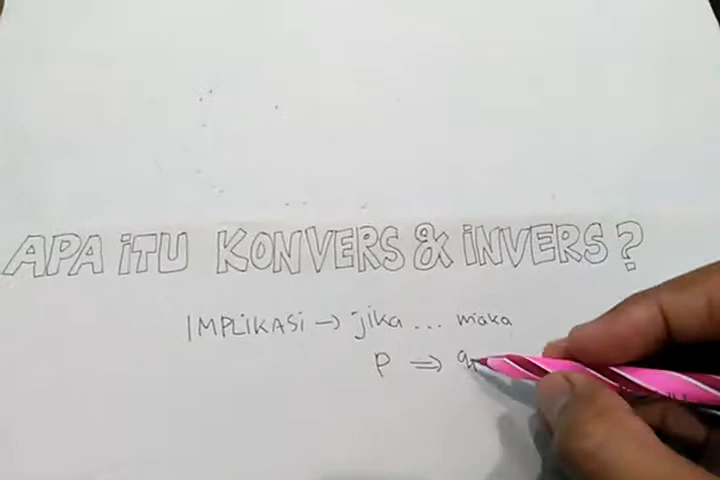 APA iTU KONVERS & iNVERS?
IMPLIKASi → jika ... maka
p ⇒ q